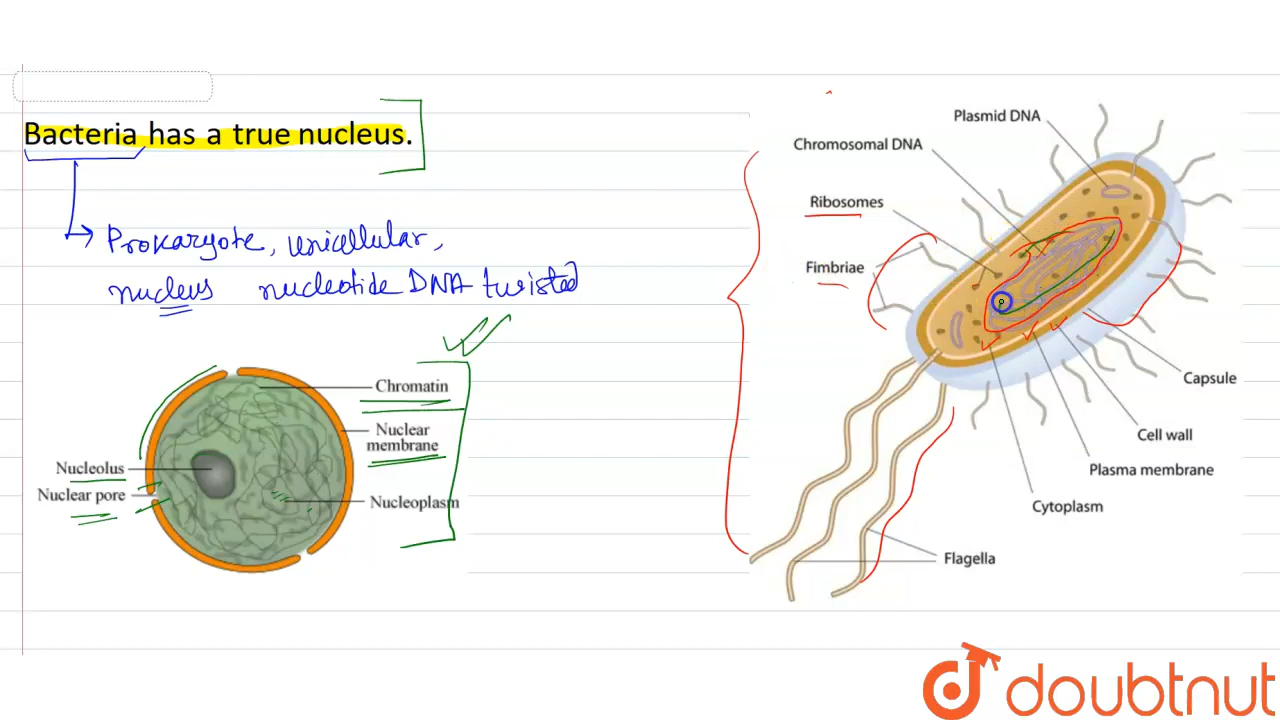 Bacteria has a true nucleus.
Prokaryote, unicellular,
nucleus nucleotide DNA twisted
Chromatin
Nuclear
membrane
Nucleolus
Nuclear pore
Nucleoplasm
Plasmid DNA
Chromosomal DNA
Ribosomes
Fimbriae
Capsule
Cell wall
Plasma membrane
Cytoplasm
Flagella
doubtnut